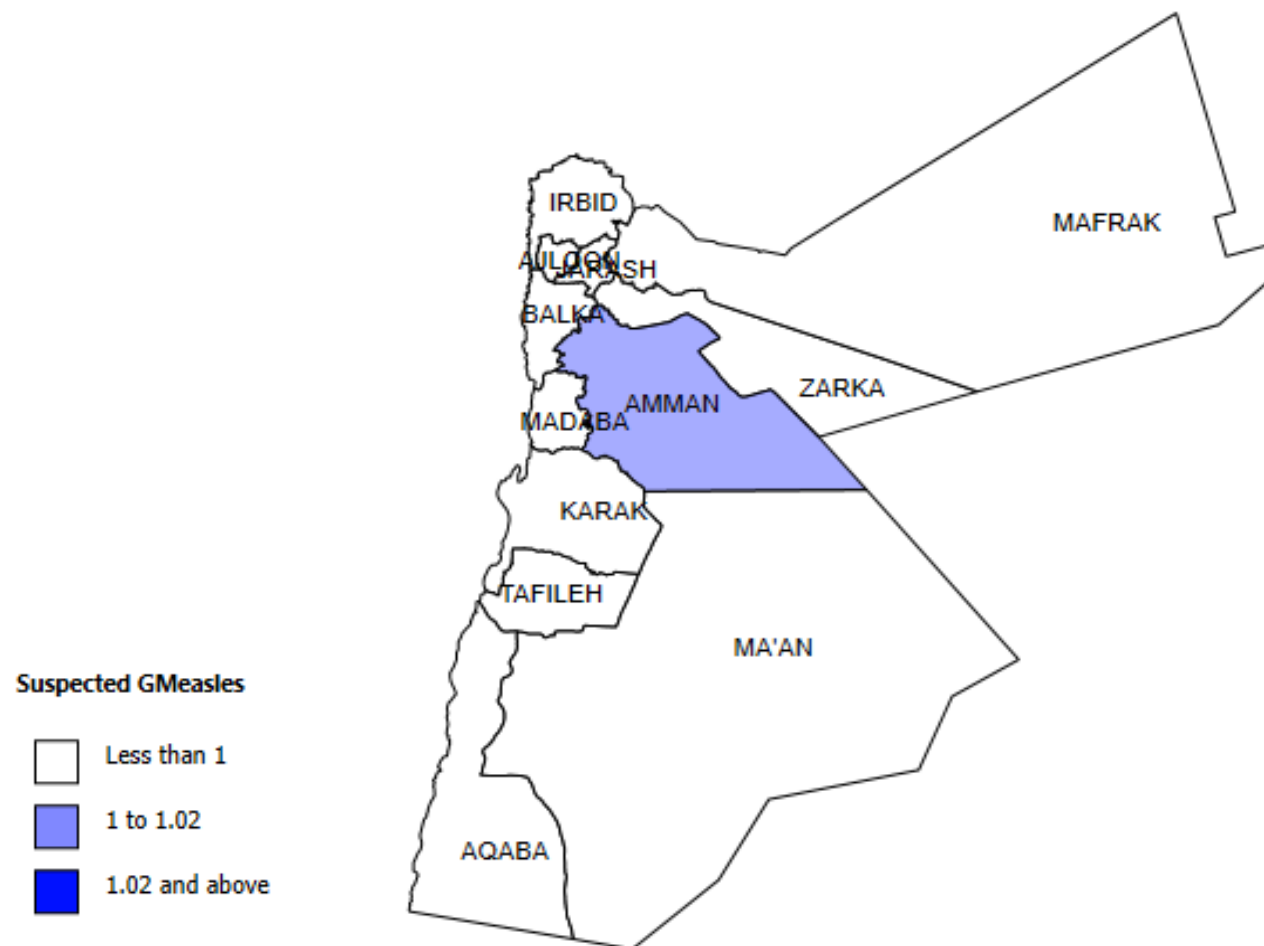 MAFRAK
IRBID
AJLOON
JARASH
BALKA
ZARKA
AMMAN
MADABA
KARAK
TAFILEH
MA'AN
Suspected GMeasles
Less than 1
1 to 1.02
AQABA
1.02 and above